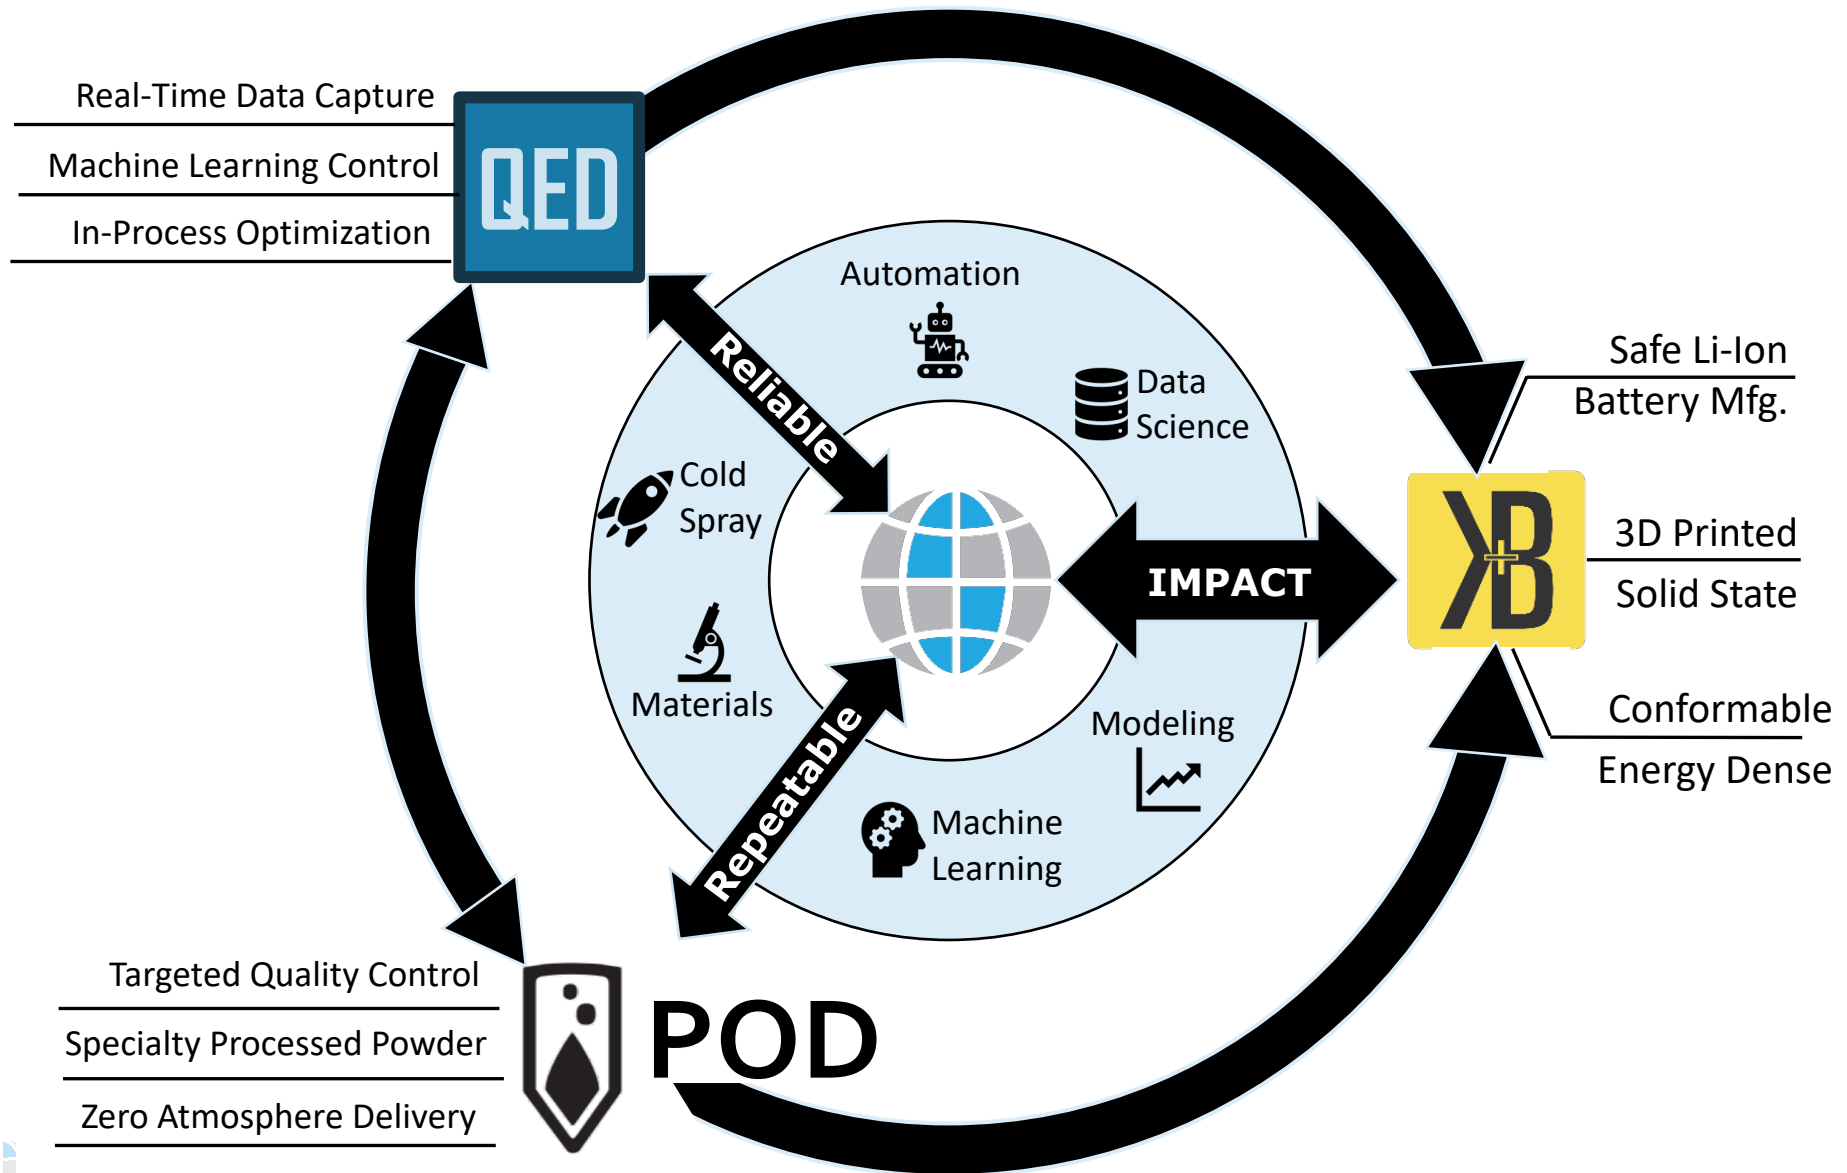 Real-Time Data Capture
Machine Learning Control
In-Process Optimization
QED
Automation
Data
Science
Reliable
Cold
Spray
Materials
IMPACT
Modeling
Machine
Learning
Repeatable
Safe Li-Ion
Battery Mfg.
K+B
3D Printed
Solid State
Conformable
Energy Dense
Targeted Quality Control
Specialty Processed Powder
Zero Atmosphere Delivery
POD